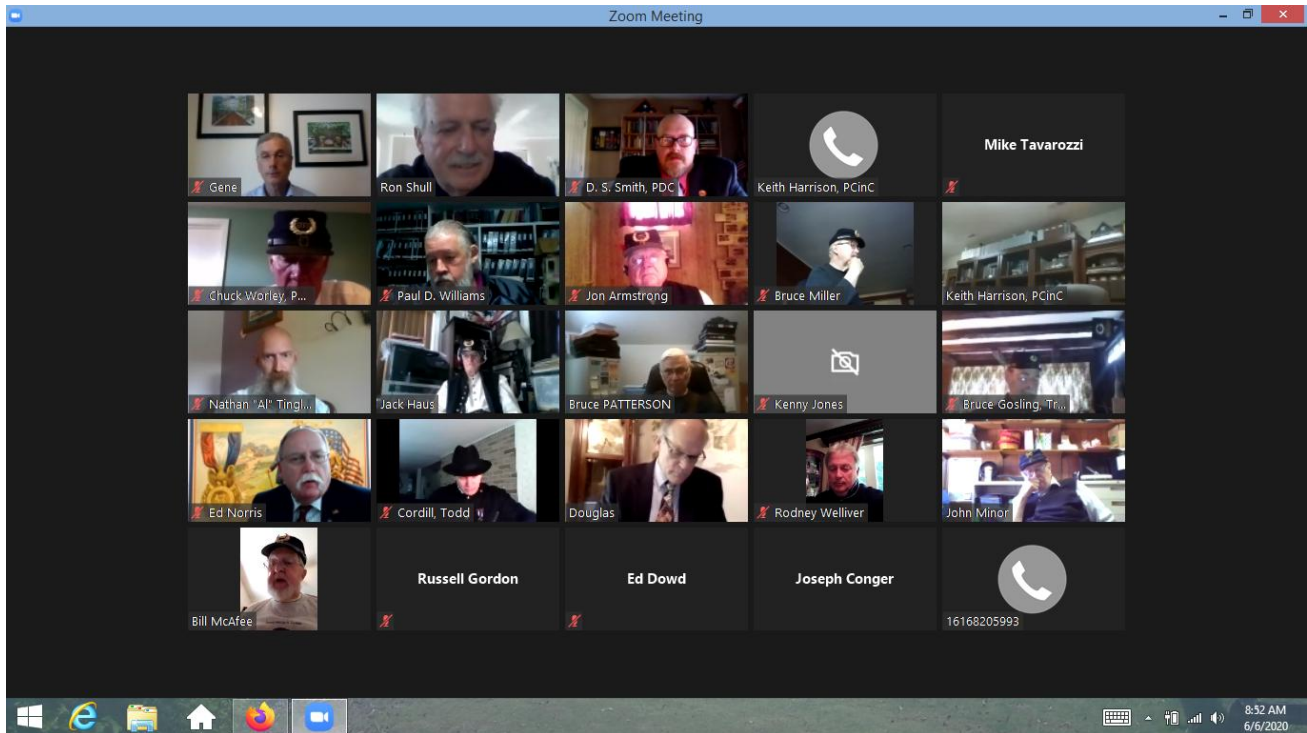 Zoom Meeting
Gene
Ron Shull
D. S. Smith, PDC
Keith Harrison, PCinC
Mike Tavarozzi
Chuck Worley, P...
Paul D. Williams
Jon Armstrong
Bruce Miller
Keith Harrison, PCinC
Nathan "Al" Tingl...
Jack Haus
Bruce PATTERSON
Kenny Jones
Bruce Gosling, Tr...
Ed Norris
Cordill, Todd
Douglas
Rodney Welliver
John Minor
Bill McAfee
Russell Gordon
Ed Dowd
Joseph Conger
16168205993
8:52 AM
6/6/2020